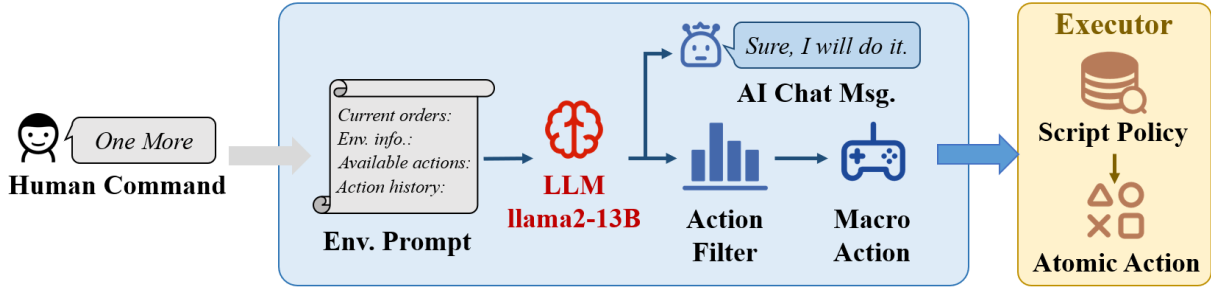 One More
Human Command
Current orders:
Env. info.:
Available actions:
Action history:
Env. Prompt
LLM
llama2-13B
Sure, I will do it.
AI Chat Msg.
Action
Filter
Macro
Action
Executor
Script Policy
Atomic Action